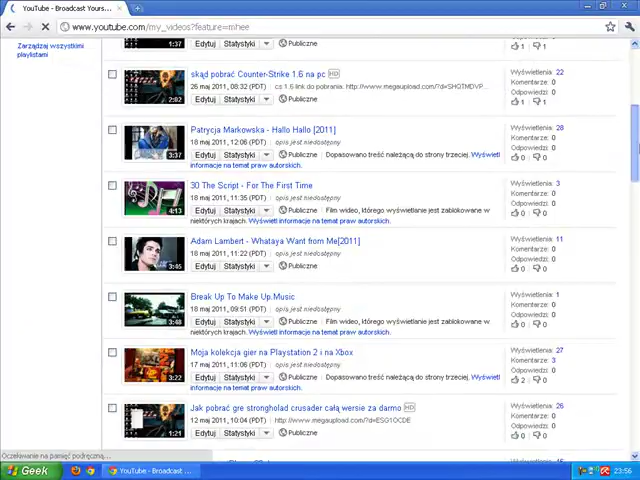 YouTube - Broadcast Yours...
www.youtube.com/my_videos?feature=mhee
Zarządzaj wszystkimi
playlistami
1:37
Edytuj Statystyki Publiczne
1 1
skąd pobrać Counter-Strike 1.6 na pc HD
26 maj 2011, 08:32 (PDT) cs 1.6 link do pobrania: http://www.megaupload.com/?d=SHGTMDVP...
2:02
Edytuj Statystyki Publiczne
Wyświetlenia: 22
Komentarze: 0
Odpowiedzi: 0
1 1
Patrycja Markowska - Hallo Hallo [2011]
18 maj 2011, 12:06 (PDT) opis jest niedostępny
3:37
Edytuj Statystyki Publiczne Dopasowano treść należącą do strony trzeciej. Wyświetl
informacje na temat praw autorskich.
Wyświetlenia: 28
Komentarze: 0
Odpowiedzi: 0
0 0
30 The Script - For The First Time
18 maj 2011, 11:35 (PDT) opis jest niedostępny
4:13
Edytuj Statystyki Publiczne Film wideo, którego wyświetlanie jest zablokowane w
niektórych krajach. Wyświetl informacje na temat praw autorskich.
Wyświetlenia: 3
Komentarze: 0
Odpowiedzi: 0
0 0
Adam Lambert - Whataya Want from Me[2011]
18 maj 2011, 11:22 (PDT) opis jest niedostępny
3:45
Edytuj Statystyki Publiczne
Wyświetlenia: 11
Komentarze: 0
Odpowiedzi: 0
0 0
Break Up To Make Up.Music
18 maj 2011, 09:51 (PDT) opis jest niedostępny
3:48
Edytuj Statystyki Publiczne Film wideo, którego wyświetlanie jest zablokowane w
niektórych krajach. Wyświetl informacje na temat praw autorskich.
Wyświetlenia: 1
Komentarze: 0
Odpowiedzi: 0
0 0
Moja kolekcja gier na Playstation 2 i na Xbox
17 maj 2011, 11:06 (PDT) opis jest niedostępny
3:22
Edytuj Statystyki Publiczne Dopasowano treść należącą do strony trzeciej. Wyświetl
informacje na temat praw autorskich.
Wyświetlenia: 27
Komentarze: 3
Odpowiedzi: 0
2 0
Jak pobrać gre stronghoład crusader całą wersie za darmo HD
12 maj 2011, 10:04 (PDT) http://www.megaupload.com/?d=ESG1OCDE
1:21
Edytuj Statystyki Publiczne
Wyświetlenia: 26
Komentarze: 0
Odpowiedzi: 0
0 0
Oczekiwanie na pamięć podręczną...
Geek
YouTube - Broadcast ...
23:56